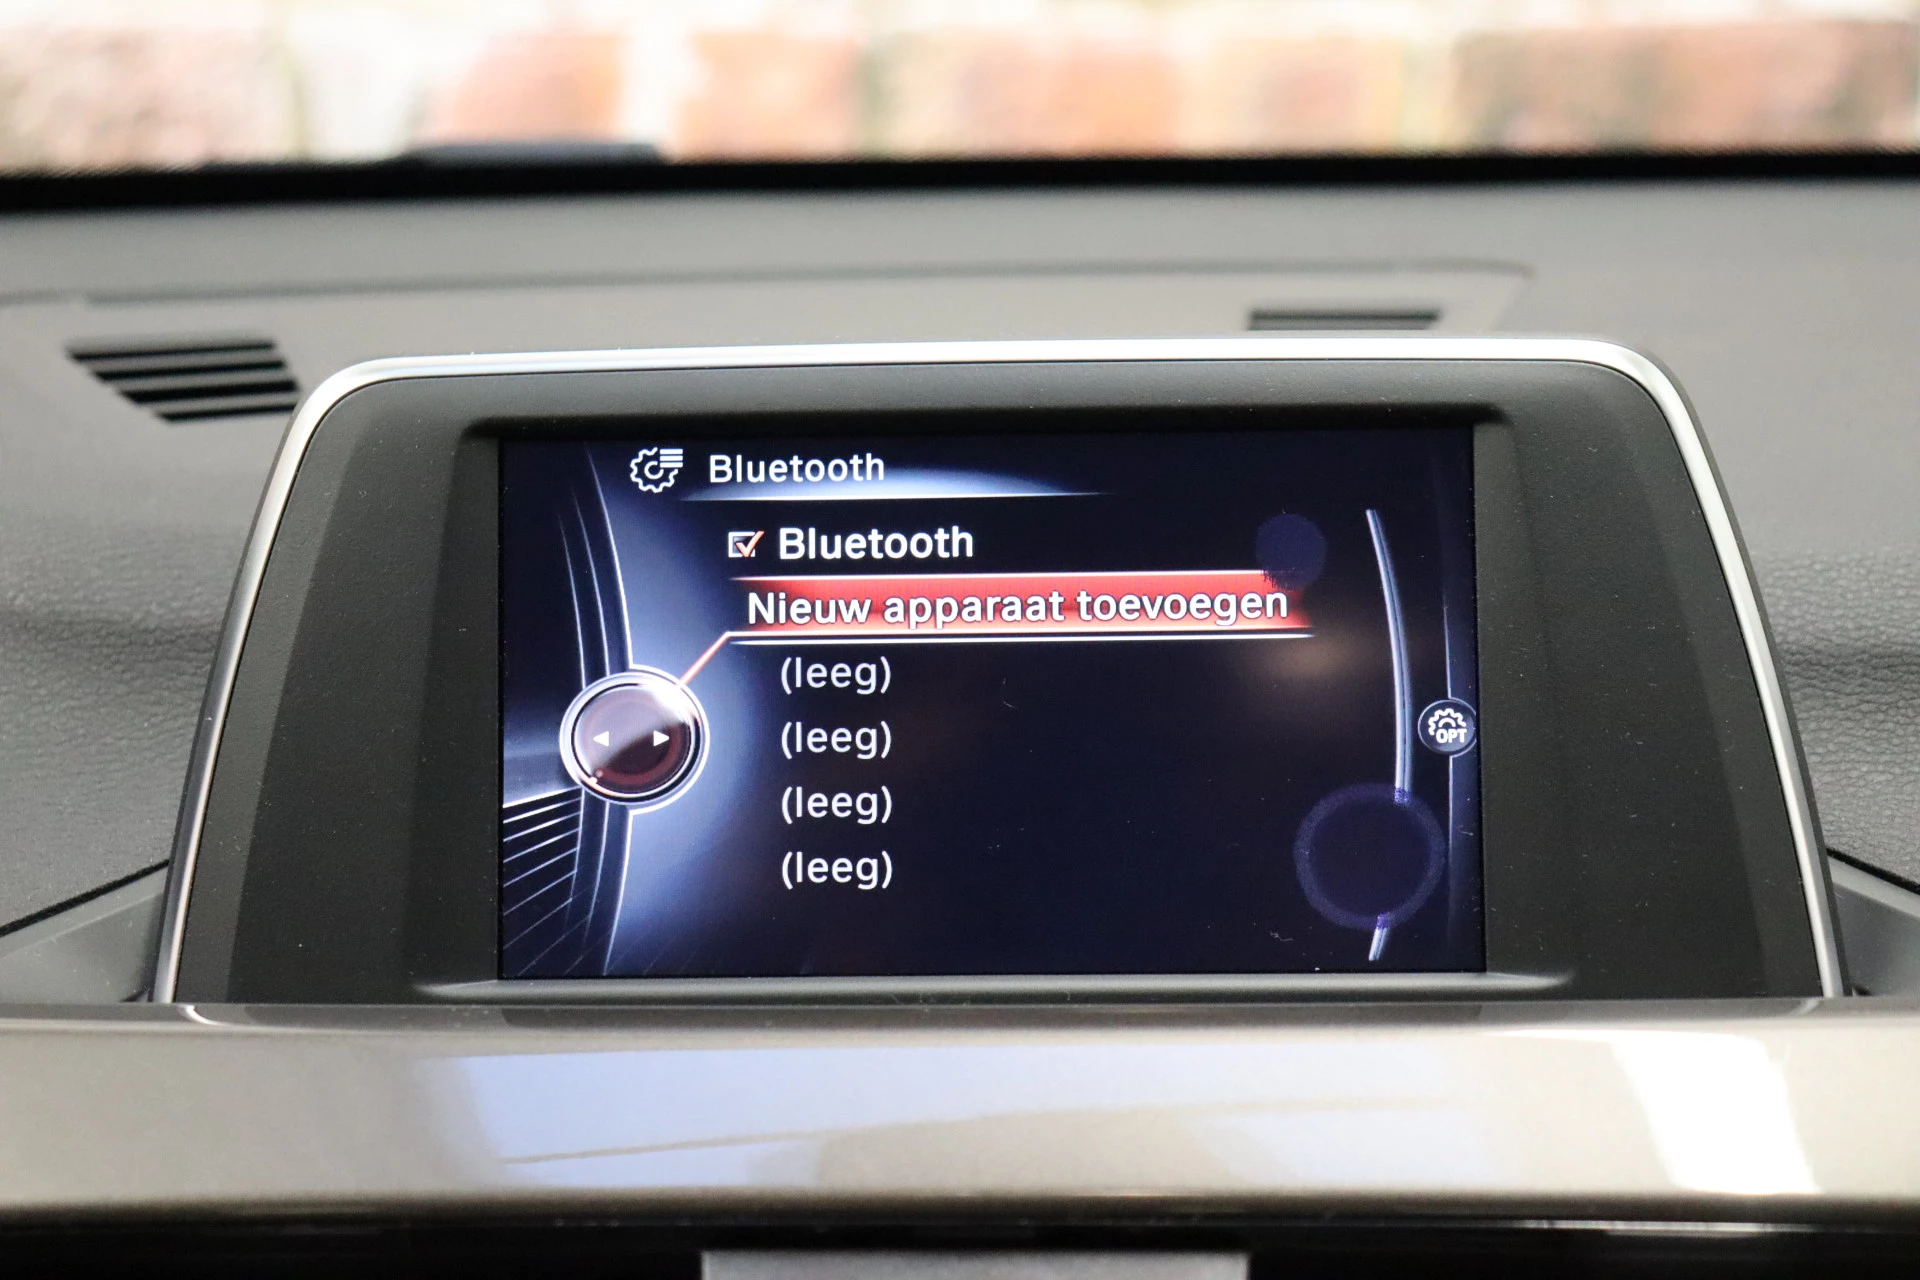 Bluetooth
Bluetooth
Nieuw apparaat toevoegen
(leeg)
(leeg)
OPT
(leeg)
(leeg)